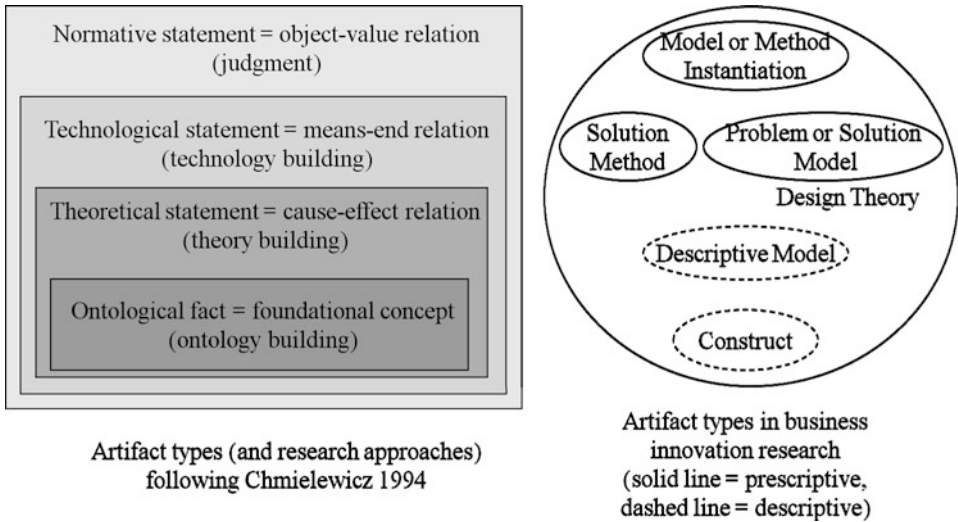 Normative statement = object-value relation
(judgment)
Technological statement = means-end relation
(technology building)
Theoretical statement = cause-effect relation
(theory building)
Ontological fact = foundational concept
(ontology building)
Artifact types (and research approaches)
following Chmielewicz 1994
Model or Method
Instantiation
Solution
Method
Problem or Solution
Model
Design Theory
Descriptive Model
Construct
Artifact types in business
innovation research
(solid line = prescriptive,
dashed line = descriptive)